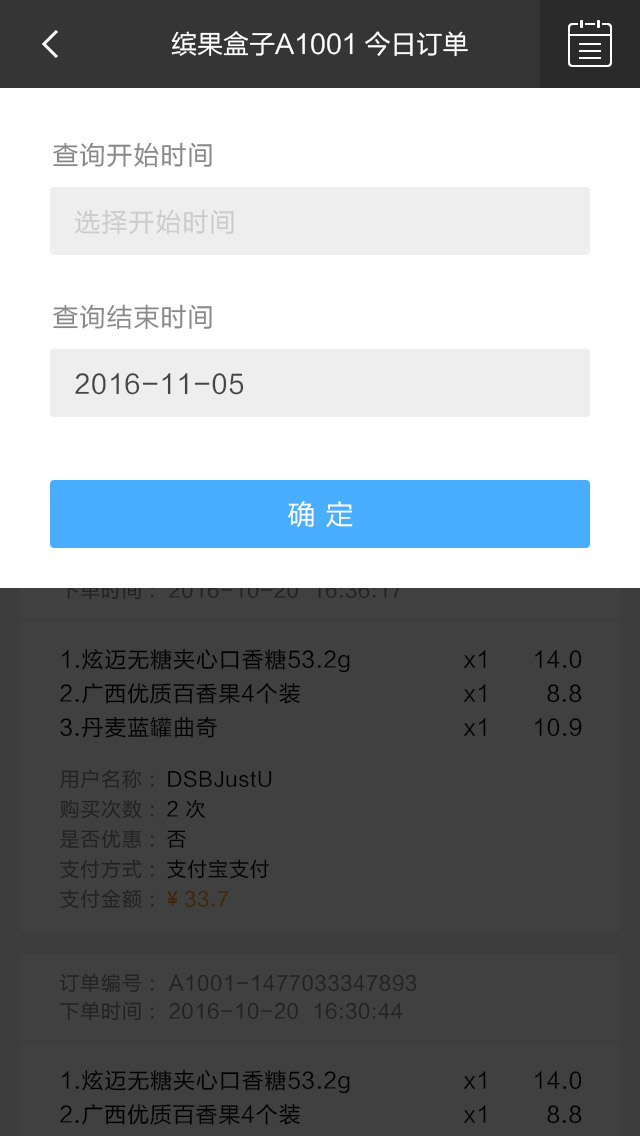 缤果盒子A1001 今日订单
查询开始时间
选择开始时间
查询结束时间
2016-11-05
确 定
下单时间： 2016-10-20 16:36:17
1.炫迈无糖夹心口香糖53.2g x1 14.0
2.广西优质百香果4个装 x1 8.8
3.丹麦蓝罐曲奇 x1 10.9
用户名称： DSBJustU
购买次数： 2 次
是否优惠： 否
支付方式： 支付宝支付
支付金额： ¥ 33.7
订单编号： A1001-1477033347893
下单时间： 2016-10-20 16:30:44
1.炫迈无糖夹心口香糖53.2g x1 14.0
2.广西优质百香果4个装 x1 8.8